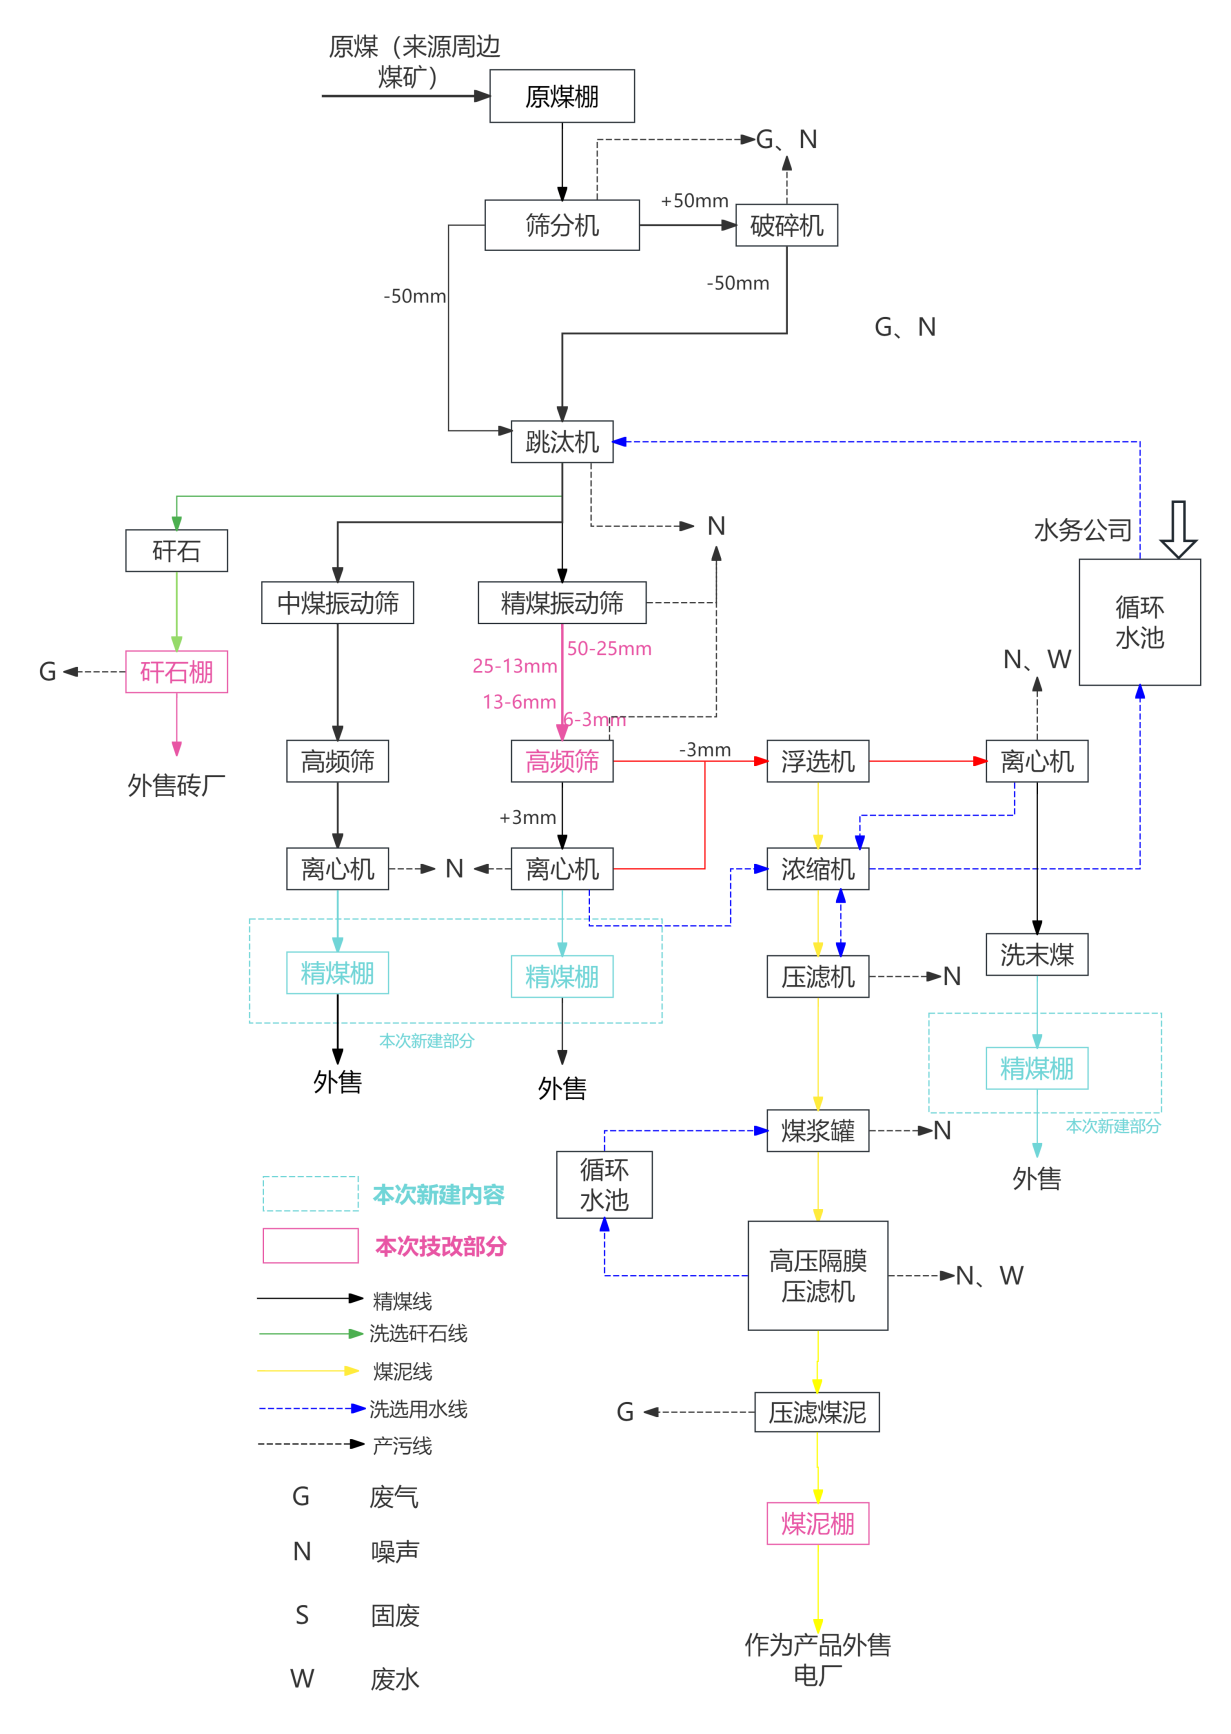 原煤（来源周边
煤矿）
原煤棚
G、N
筛分机
+50mm
破碎机
-50mm
-50mm
G、N
跳汰机
N
水务公司
矸石
中煤振动筛
精煤振动筛
循环
水池
50-25mm
25-13mm
N、W
G
矸石棚
13-6mm
6-3mm
高频筛
高频筛
-3mm
浮选机
离心机
外售砖厂
+3mm
离心机
N
离心机
浓缩机
洗末煤
精煤棚
精煤棚
压滤机
N
本次新建部分
精煤棚
外售
外售
本次新建部分
煤浆罐
N
循环
水池
外售
本次新建内容
本次技改部分
高压隔膜
压滤机
N、W
精煤线
洗选矸石线
煤泥线
洗选用水线
G
压滤煤泥
产污线
G
废气
煤泥棚
N
噪声
S
固废
作为产品外售
电厂
W
废水